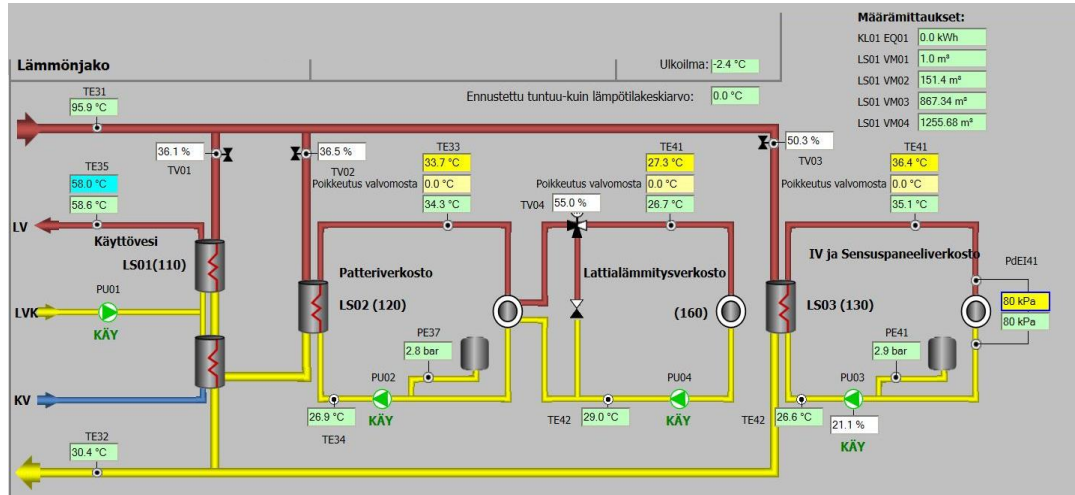 Määrämittaukset:
KL01 EQ01 0.0 kWh
LS01 VM01 1.0 m³
LS01 VM02 151.4 m³
LS01 VM03 867.34 m³
LS01 VM04 1255.68 m³
Lämmönjako
Ulkoilma: -2.4 °C
Ennustettu tuntuu-kuin lämpötilakeskiarvo: 0.0 °C
TE31
95.9 °C
36.1 %
TV01
36.5 %
TV02
50.3 %
TV03
TE35
58.0 °C
58.6 °C
TE33
33.7 °C
Poikkeutus valvomosta 0.0 °C
34.3 °C
TE41
27.3 °C
Poikkeutus valvomosta 0.0 °C
26.7 °C
TV04 55.0 %
TE41
36.4 °C
Poikkeutus valvomosta 0.0 °C
35.1 °C
LV
Käyttövesi
LS01(110)
Patteriverkosto
LS02 (120)
Lattialämmitysverkosto
(160)
IV ja Sensuspaneeliverkosto
LS03 (130)
PdEI41
80 kPa
80 kPa
LVK
PU01
KÄY
PE37
2.8 bar
PE41
2.9 bar
KV
PU02
KÄY
PU04
KÄY
PU03
21.1 %
KÄY
26.9 °C
TE34
TE42 29.0 °C
TE42 26.6 °C
TE32
30.4 °C